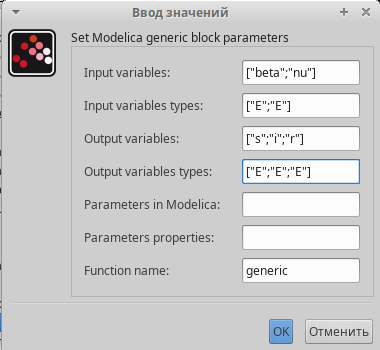 Ввод значений
Set Modelica generic block parameters
Input variables: ["beta";"nu"]
Input variables types: ["E";"E"]
Output variables: ["s";"i";"r"]
Output variables types: ["E";"E";"E"]
Parameters in Modelica:
Parameters properties:
Function name: generic
OK Отменить